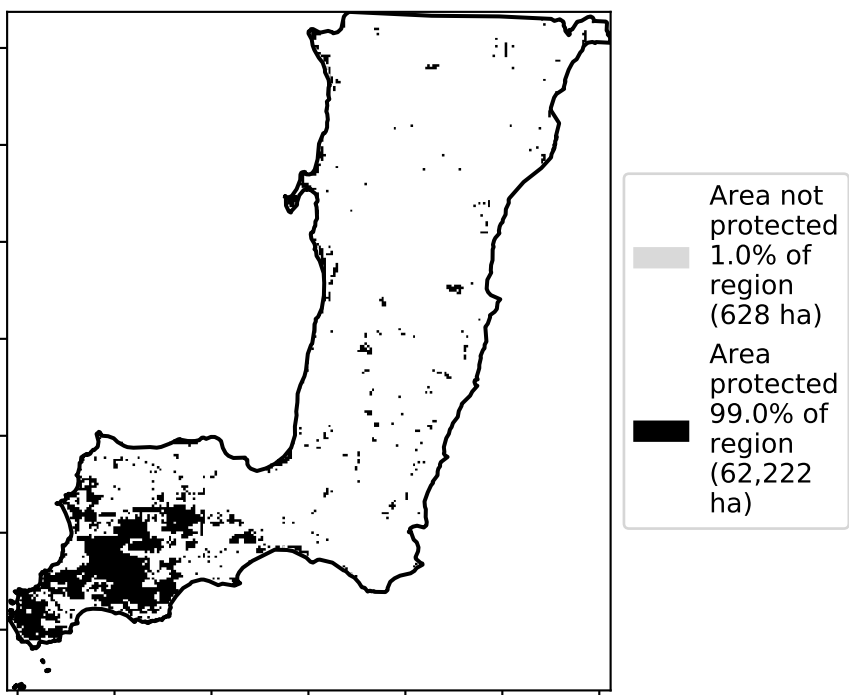 Area not
protected
1.0% of
region
(628 ha)
Area
protected
99.0% of
region
(62,222
ha)